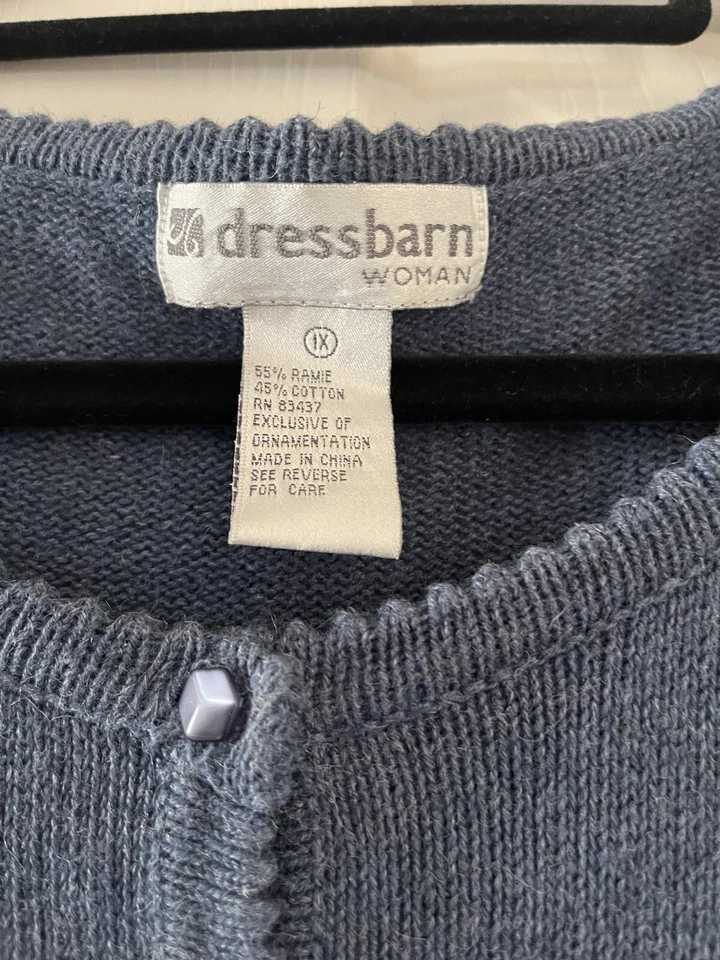 dressbarn
WOMAN
1X
55% RAMIE
45% COTTON
RN 83437
EXCLUSIVE OF
ORNAMENTATION
MADE IN CHINA
SEE REVERSE
FOR CARE